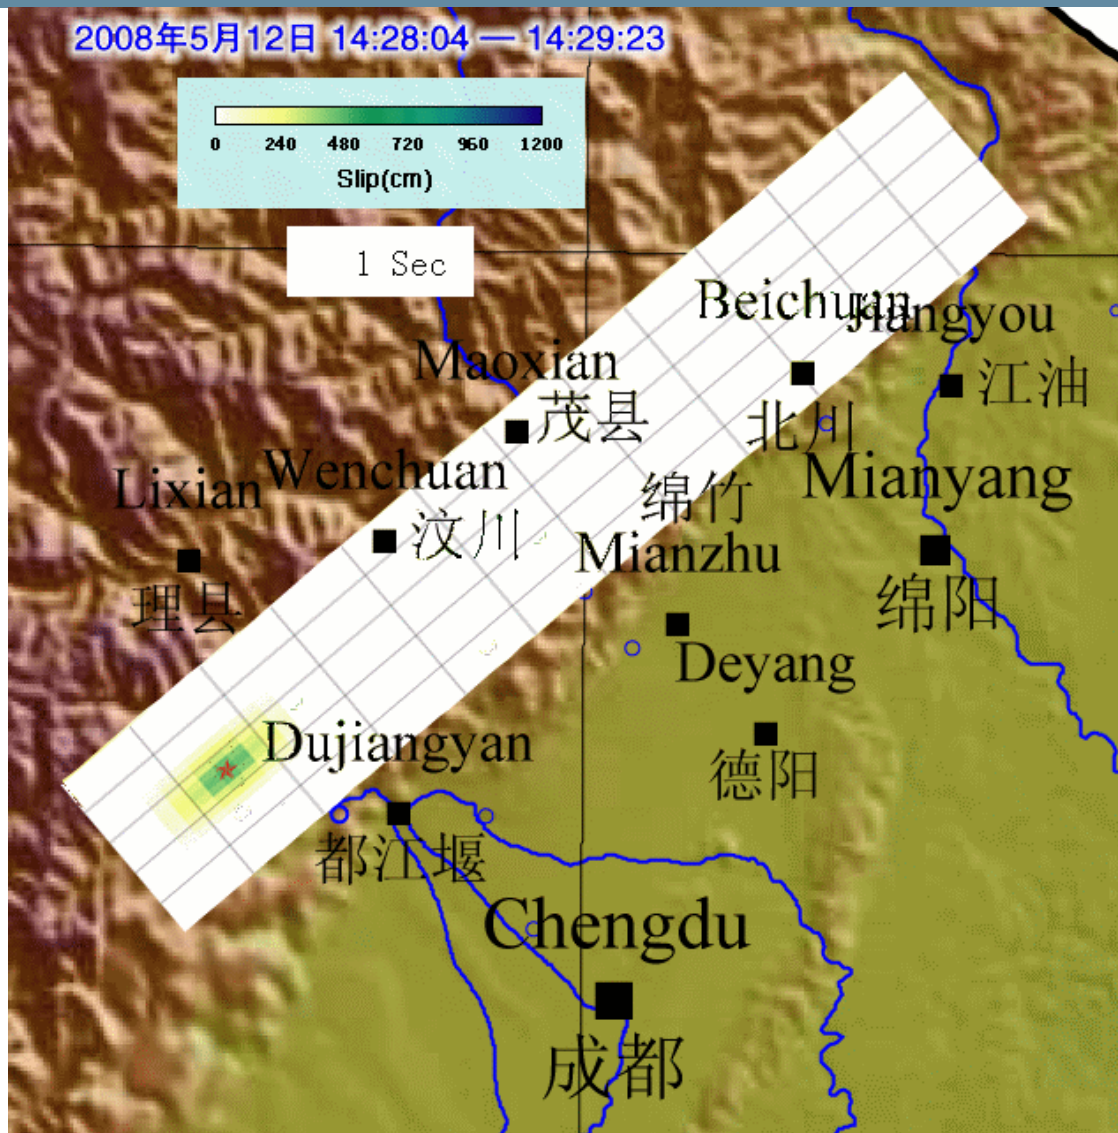 2008年5月12日 14:28:04 — 14:29:23
0 240 480 720 960 1200
Slip(cm)
1 Sec
Beichuan
Jiangyou
Maoxian
江油
茂县
北川
Wenchuan
Lixian
Mianyang
绵竹
汶川
Mianzhu
理县
绵阳
Deyang
Dujiangyan
德阳
都江堰
Chengdu
成都